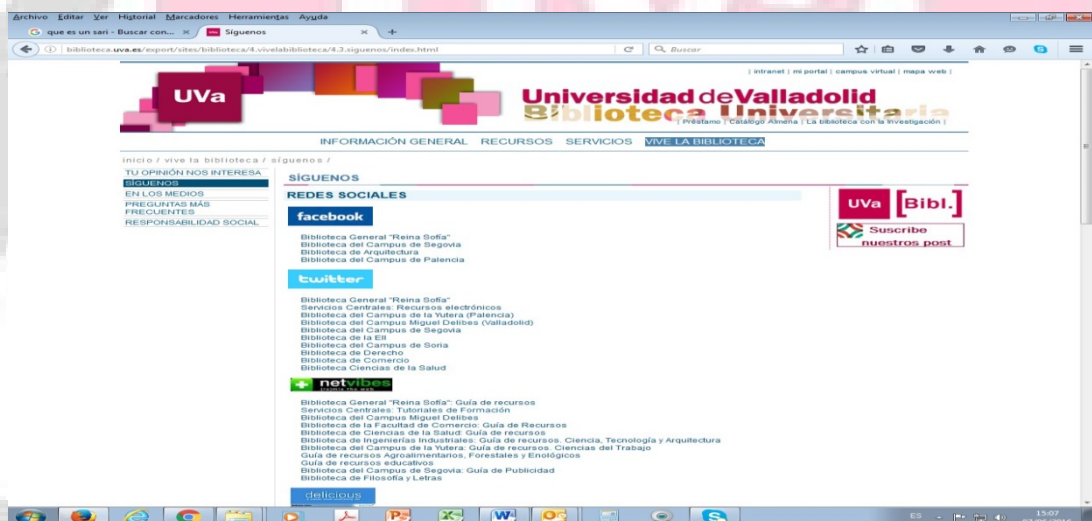 Archivo Editar Ver Historial Marcadores Herramientas Ayuda
que es un sari - Buscar con...
Síguenos
biblioteca.uva.es/export/sites/biblioteca/4.vivelabiblioteca/4.3.siguenos/index.html
Buscar
| intranet | mi portal | campus virtual | mapa web |
UVa
Universidad de Valladolid
Biblioteca Universitaria
| Préstamo | Catálogo Almena | La biblioteca con la investigación |
INFORMACIÓN GENERAL RECURSOS SERVICIOS VIVE LA BIBLIOTECA
inicio / vive la biblioteca / síguenos /
TU OPINIÓN NOS INTERESA
SÍGUENOS
EN LOS MEDIOS
PREGUNTAS MÁS
FRECUENTES
RESPONSABILIDAD SOCIAL
SÍGUENOS
REDES SOCIALES
facebook
Biblioteca General "Reina Sofía"
Biblioteca del Campus de Segovia
Biblioteca de Arquitectura
Biblioteca del Campus de Palencia
twitter
Biblioteca General "Reina Sofía"
Servicios Centrales: Recursos electrónicos
Biblioteca del Campus de la Yutera (Palencia)
Biblioteca del Campus Miguel Delibes (Valladolid)
Biblioteca del Campus de Segovia
Biblioteca de la EII
Biblioteca del Campus de Soria
Biblioteca de Derecho
Biblioteca de Comercio
Biblioteca Ciencias de la Salud
netvibes
Biblioteca General "Reina Sofía": Guía de recursos
Servicios Centrales: Tutoriales de Formación
Biblioteca del Campus Miguel Delibes
Biblioteca de la Facultad de Comercio: Guía de Recursos
Biblioteca de Ciencias de la Salud: Guía de recursos
Biblioteca de Ingenierías Industriales: Guía de recursos. Ciencia, Tecnología y Arquitectura
Biblioteca del Campus de la Yutera: Guía de recursos. Ciencias del Trabajo
Guía de recursos Agroalimentarios, Forestales y Enológicos
Guía de recursos educativos
Biblioteca del Campus de Segovia: Guía de Publicidad
Biblioteca de Filosofía y Letras
delicious
UVa [Bibl.]
Suscribe
nuestros post
ES
15:07